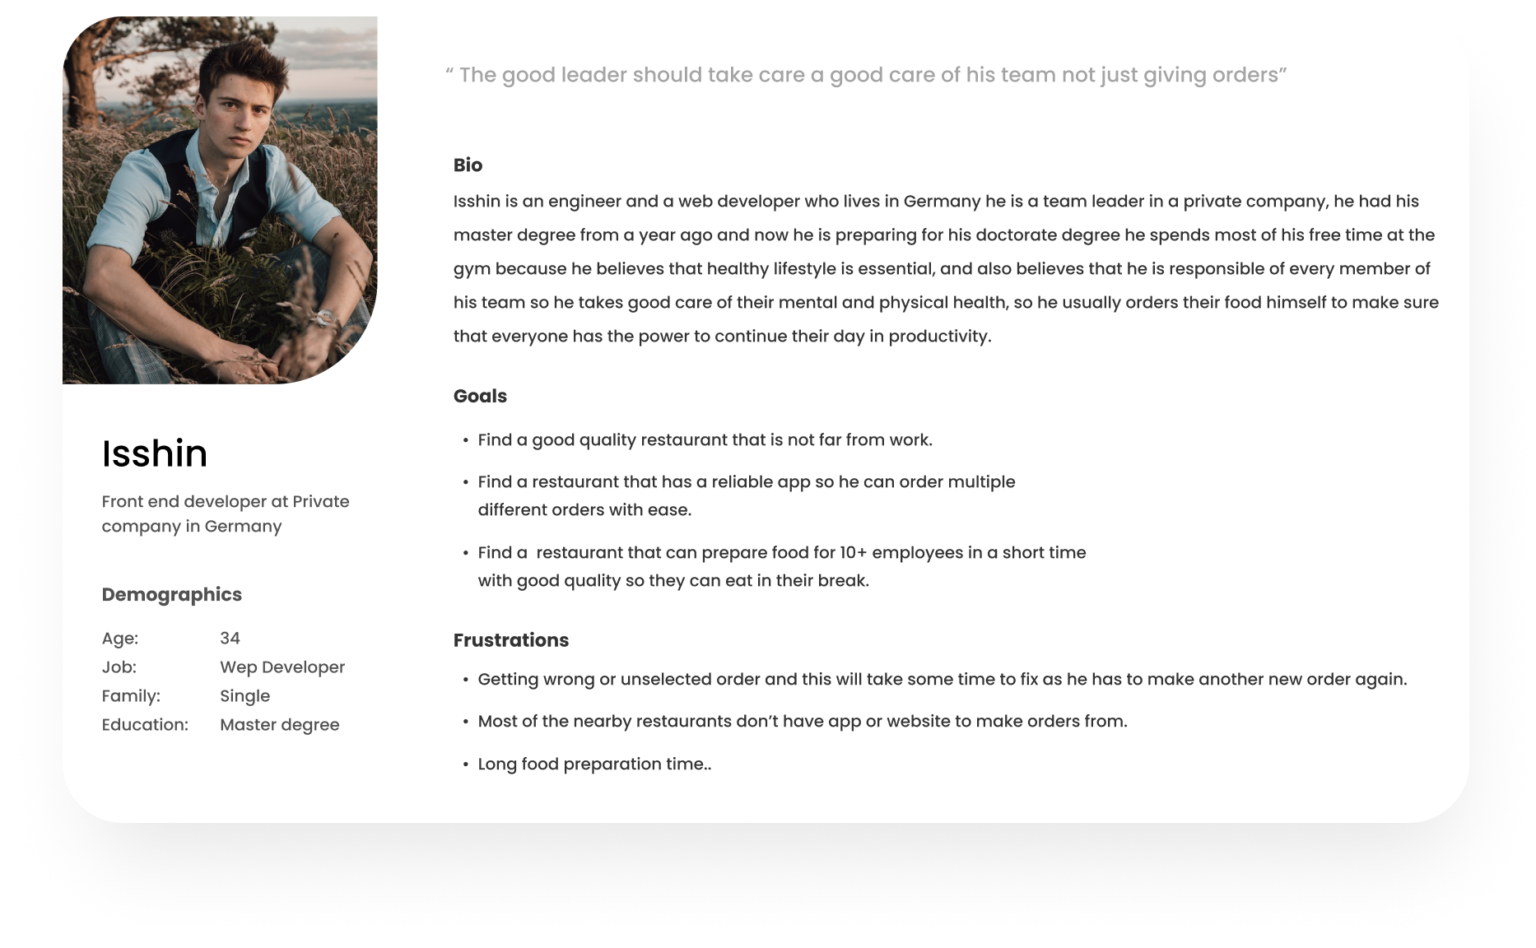 “ The good leader should take care a good care of his team not just giving orders”
Bio
Isshin is an engineer and a web developer who lives in Germany he is a team leader in a private company, he had his
master degree from a year ago and now he is preparing for his doctorate degree he spends most of his free time at the
gym because he believes that healthy lifestyle is essential, and also believes that he is responsible of every member of
his team so he takes good care of their mental and physical health, so he usually orders their food himself to make sure
that everyone has the power to continue their day in productivity.
Goals
• Find a good quality restaurant that is not far from work.
• Find a restaurant that has a reliable app so he can order multiple
different orders with ease.
• Find a  restaurant that can prepare food for 10+ employees in a short time
with good quality so they can eat in their break.
Frustrations
• Getting wrong or unselected order and this will take some time to fix as he has to make another new order again.
• Most of the nearby restaurants don’t have app or website to make orders from.
• Long food preparation time..
Isshin
Front end developer at Private
company in Germany
Demographics
Age: 34
Job: Wep Developer
Family: Single
Education: Master degree